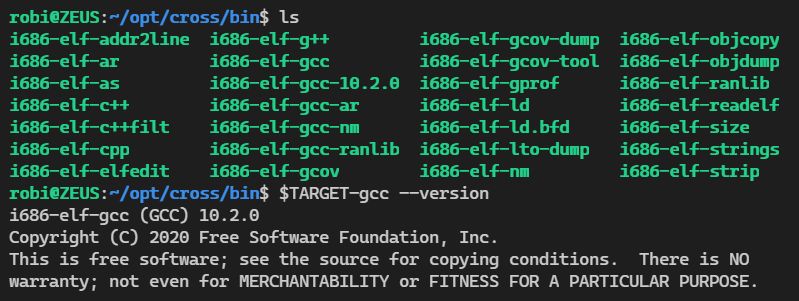 robi@ZEUS:~/opt/cross/bin$ ls
i686-elf-addr2line  i686-elf-g++         i686-elf-gcov-dump  i686-elf-objcopy
i686-elf-ar         i686-elf-gcc         i686-elf-gcov-tool  i686-elf-objdump
i686-elf-as         i686-elf-gcc-10.2.0  i686-elf-gprof      i686-elf-ranlib
i686-elf-c++        i686-elf-gcc-ar      i686-elf-ld         i686-elf-readelf
i686-elf-c++filt    i686-elf-gcc-nm      i686-elf-ld.bfd     i686-elf-size
i686-elf-cpp        i686-elf-gcc-ranlib  i686-elf-lto-dump   i686-elf-strings
i686-elf-elfedit    i686-elf-gcov        i686-elf-nm         i686-elf-strip
robi@ZEUS:~/opt/cross/bin$ $TARGET-gcc --version
i686-elf-gcc (GCC) 10.2.0
Copyright (C) 2020 Free Software Foundation, Inc.
This is free software; see the source for copying conditions.  There is NO
warranty; not even for MERCHANTABILITY or FITNESS FOR A PARTICULAR PURPOSE.